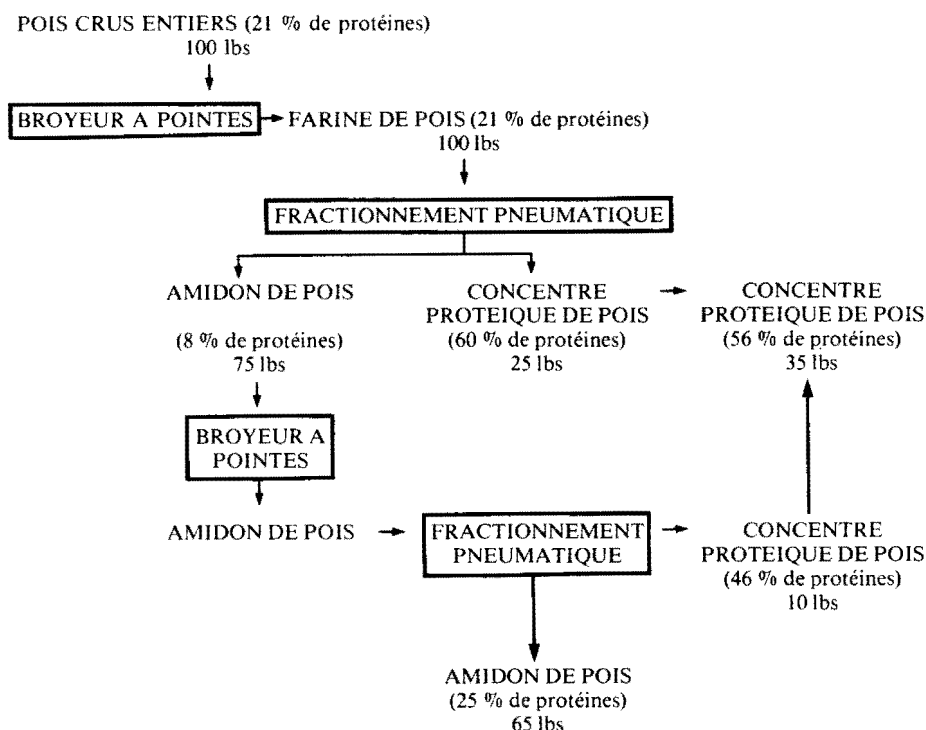 POIS CRUS ENTIERS (21 % de protéines)
100 lbs
BROYEUR A POINTES
FARINE DE POIS (21 % de protéines)
100 lbs
FRACTIONNEMENT PNEUMATIQUE
AMIDON DE POIS
(8 % de protéines)
75 lbs
CONCENTRE
PROTEIQUE DE POIS
(60 % de protéines)
25 lbs
CONCENTRE
PROTEIQUE DE POIS
(56 % de protéines)
35 lbs
BROYEUR A
POINTES
AMIDON DE POIS
FRACTIONNEMENT
PNEUMATIQUE
CONCENTRE
PROTEIQUE DE POIS
(46 % de protéines)
10 lbs
AMIDON DE POIS
(25 % de protéines)
65 lbs